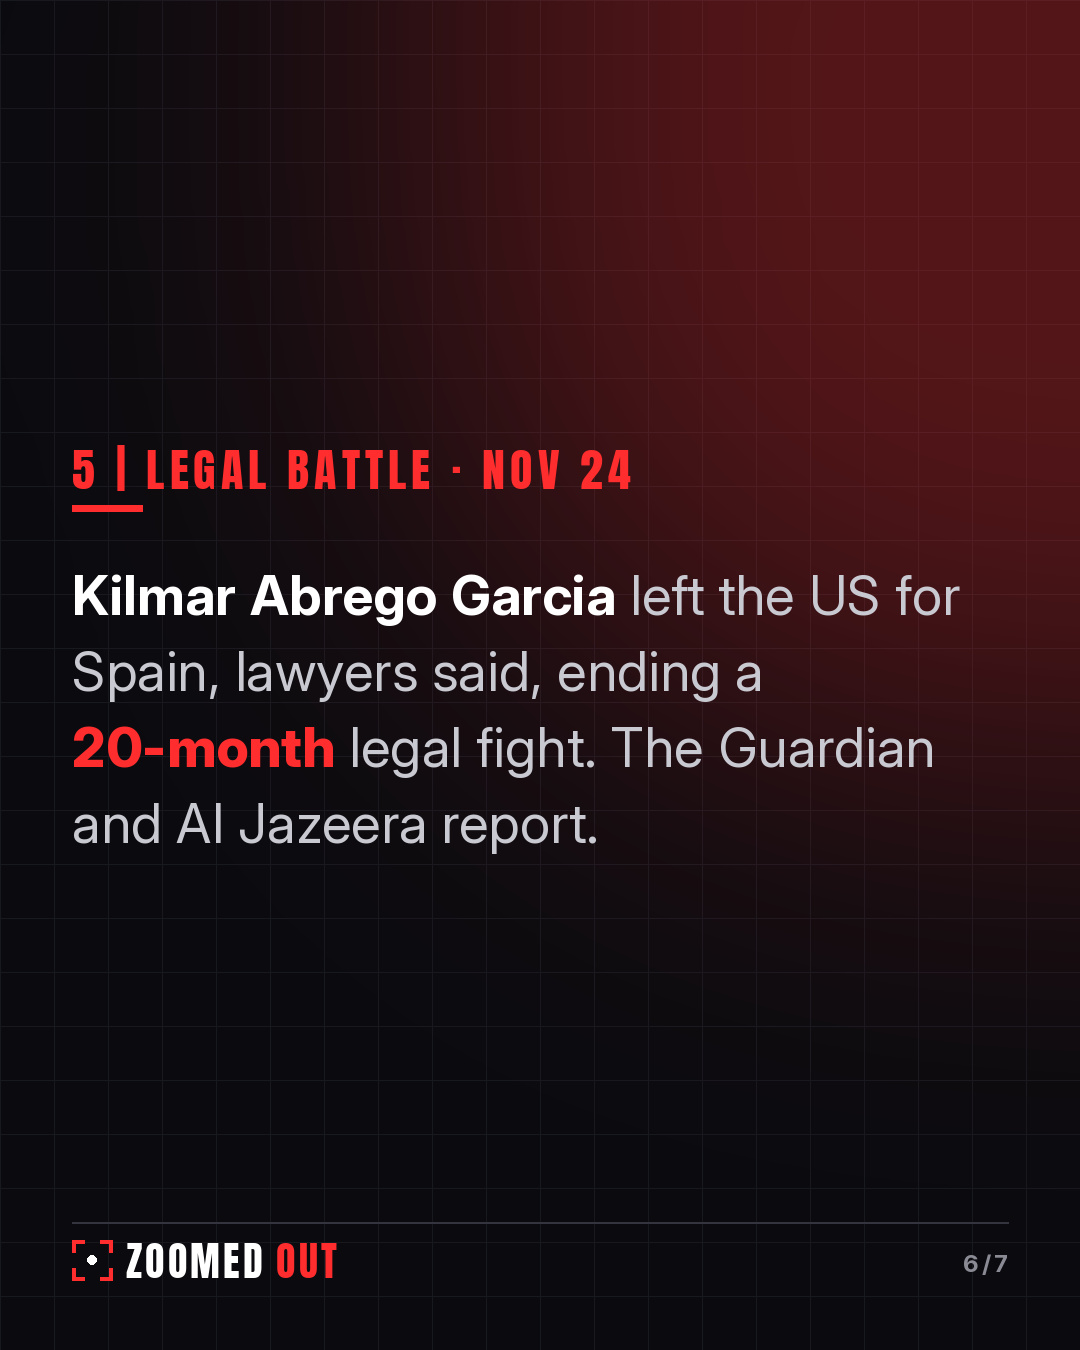 5 | LEGAL BATTLE · NOV 24
Kilmar Abrego Garcia left the US for
Spain, lawyers said, ending a
20-month legal fight. The Guardian
and Al Jazeera report.
ZOOMED OUT
6/7